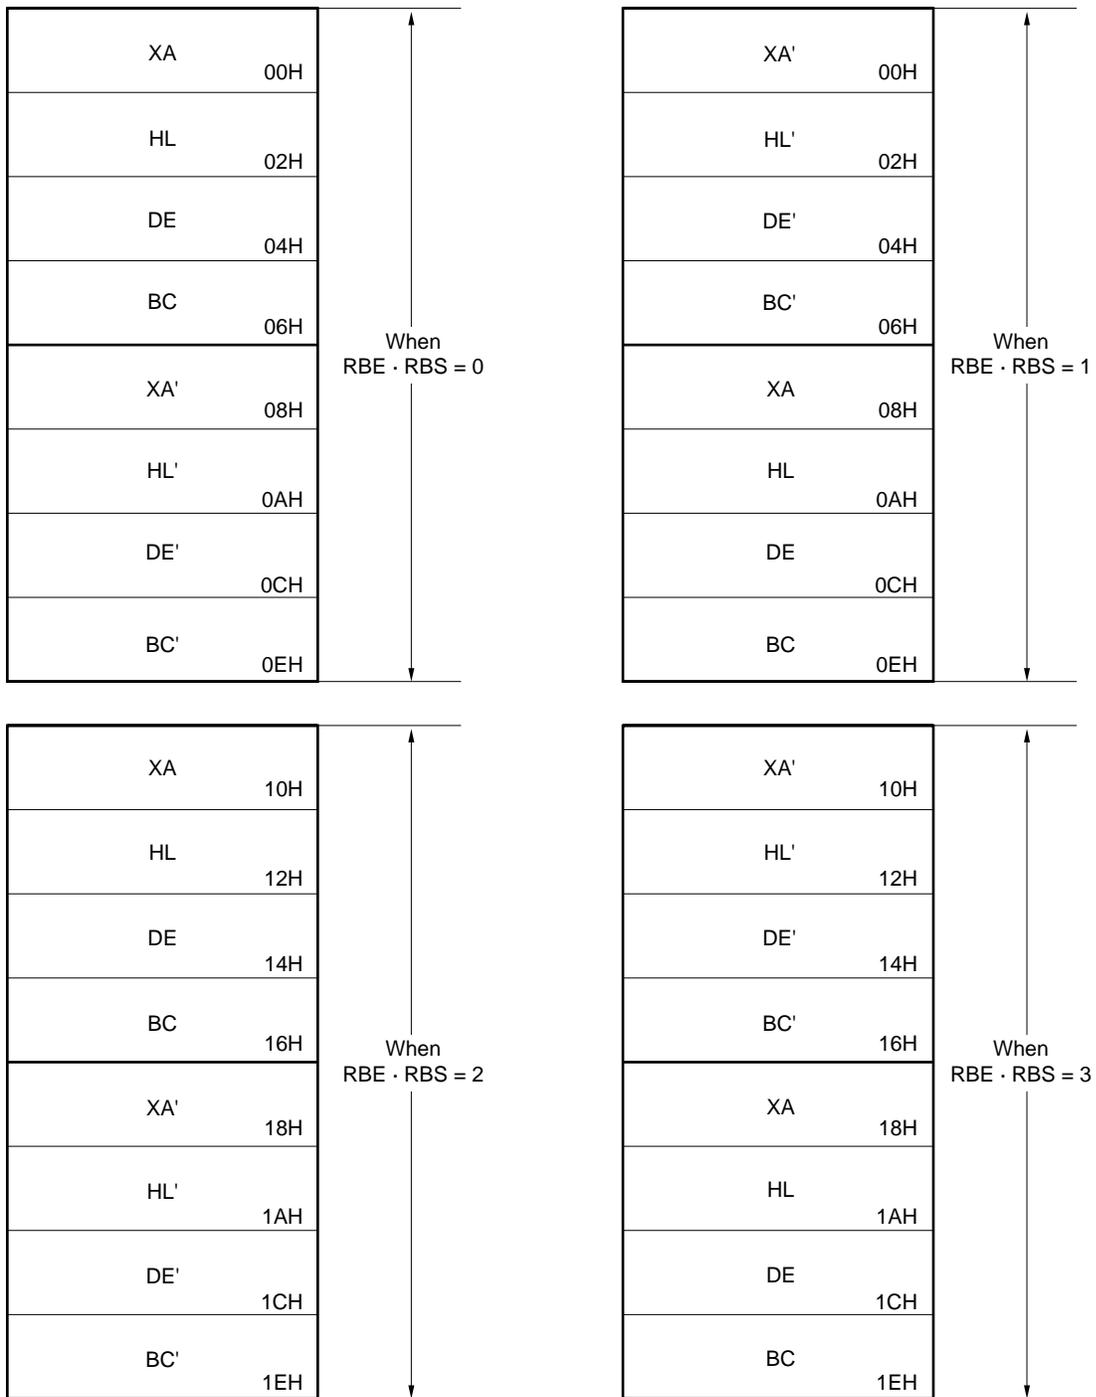 XA
00H
HL
02H
DE
04H
BC
06H
XA'
08H
HL'
0AH
DE'
0CH
BC'
0EH
When
RBE · RBS = 0
XA'
00H
HL'
02H
DE'
04H
BC'
06H
XA
08H
HL
0AH
DE
0CH
BC
0EH
When
RBE · RBS = 1
XA
10H
HL
12H
DE
14H
BC
16H
XA'
18H
HL'
1AH
DE'
1CH
BC'
1EH
When
RBE · RBS = 2
XA'
10H
HL'
12H
DE'
14H
BC'
16H
XA
18H
HL
1AH
DE
1CH
BC
1EH
When
RBE · RBS = 3